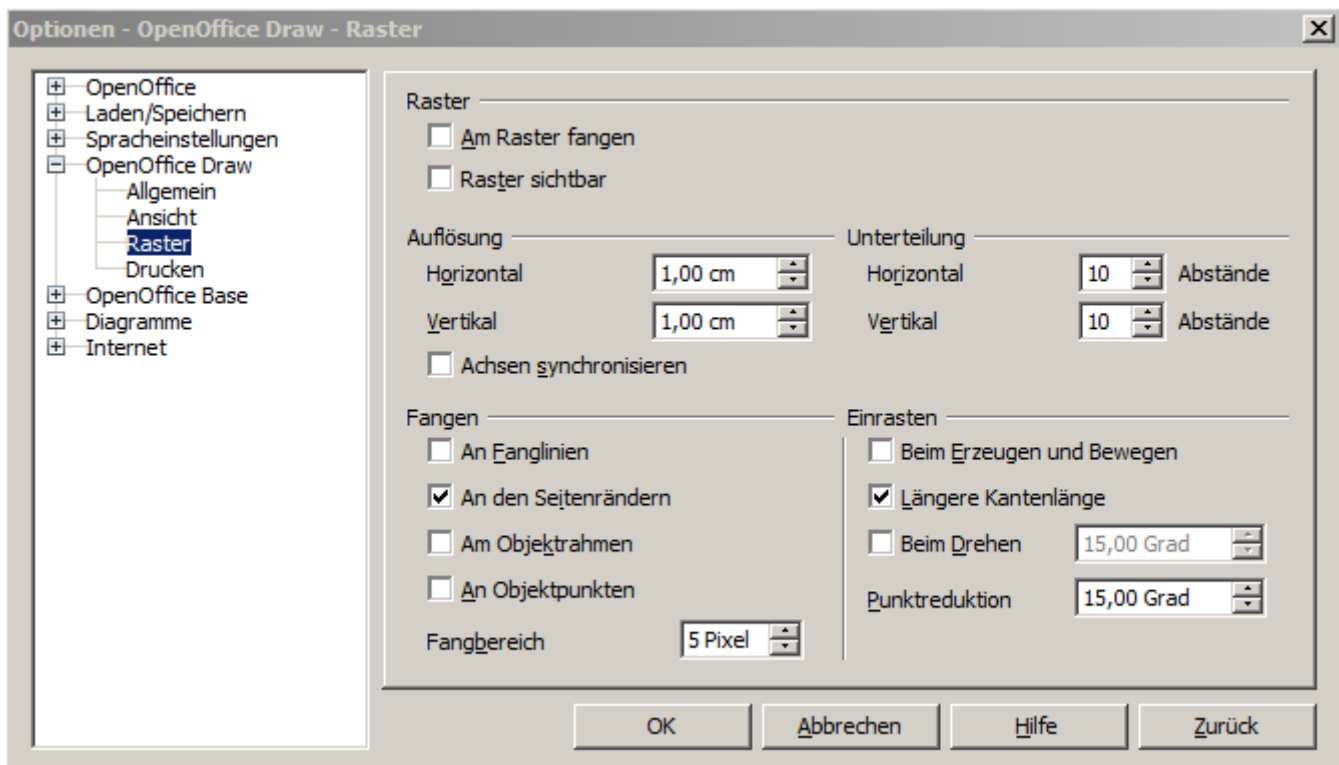 Optionen - OpenOffice Draw - Raster
OpenOffice
Laden/Speichern
Spracheinstellungen
OpenOffice Draw
Allgemein
Ansicht
Raster
Drucken
OpenOffice Base
Diagramme
Internet
Raster
Am Raster fangen
Raster sichtbar
Auflösung
Horizontal 1,00 cm
Vertikal 1,00 cm
Achsen synchronisieren
Unterteilung
Horizontal 10 Abstände
Vertikal 10 Abstände
Fangen
An Fanglinien
An den Seitenrändern
Am Objektrahmen
An Objektpunkten
Fangbereich 5 Pixel
Einrasten
Beim Erzeugen und Bewegen
Längere Kantenlänge
Beim Drehen 15,00 Grad
Punktreduktion 15,00 Grad
OK Abbrechen Hilfe Zurück